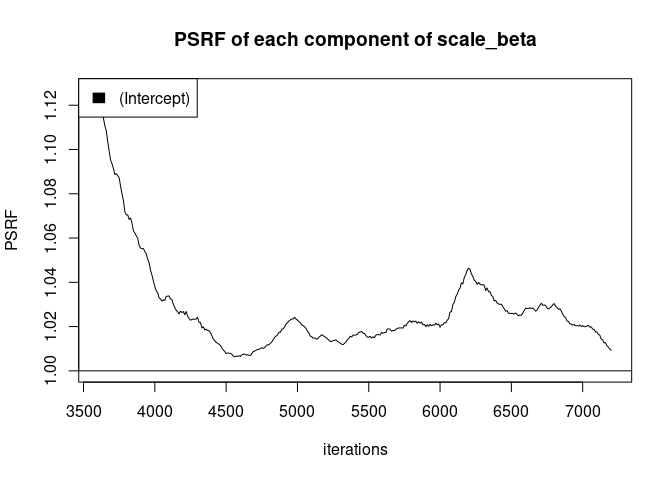 PSRF of each component of scale_beta
(Intercept)
PSRF
1.12
1.10
1.08
1.06
1.04
1.02
1.00
3500 4000 4500 5000 5500 6000 6500 7000
iterations